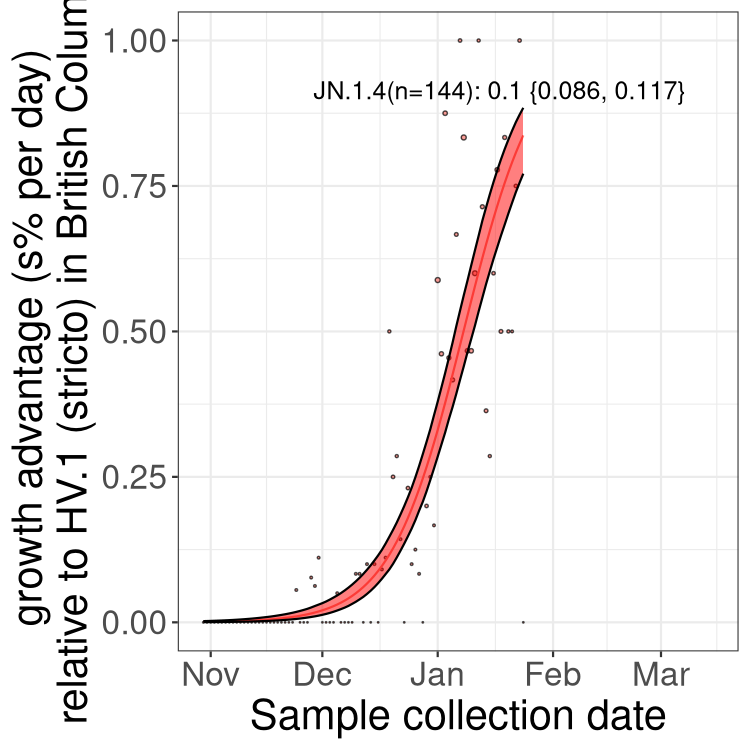 growth advantage (s% per day)
relative to HV.1 (stricto) in British Colum
1.00
0.75
0.50
0.25
0.00
JN.1.4(n=144): 0.1 {0.086, 0.117}
Nov Dec Jan Feb Mar
Sample collection date